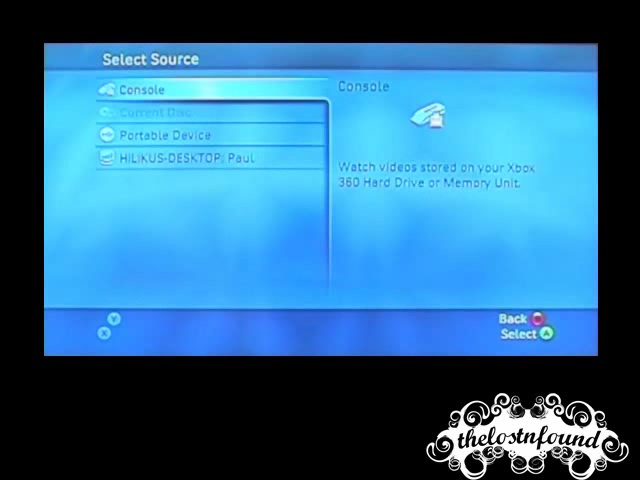 Select Source
Console
Current Disc
Portable Device
HILIKUS-DESKTOP: Paul
Console
Watch videos stored on your Xbox
360 Hard Drive or Memory Unit.
Y
X
Back
Select A
thelostnfound